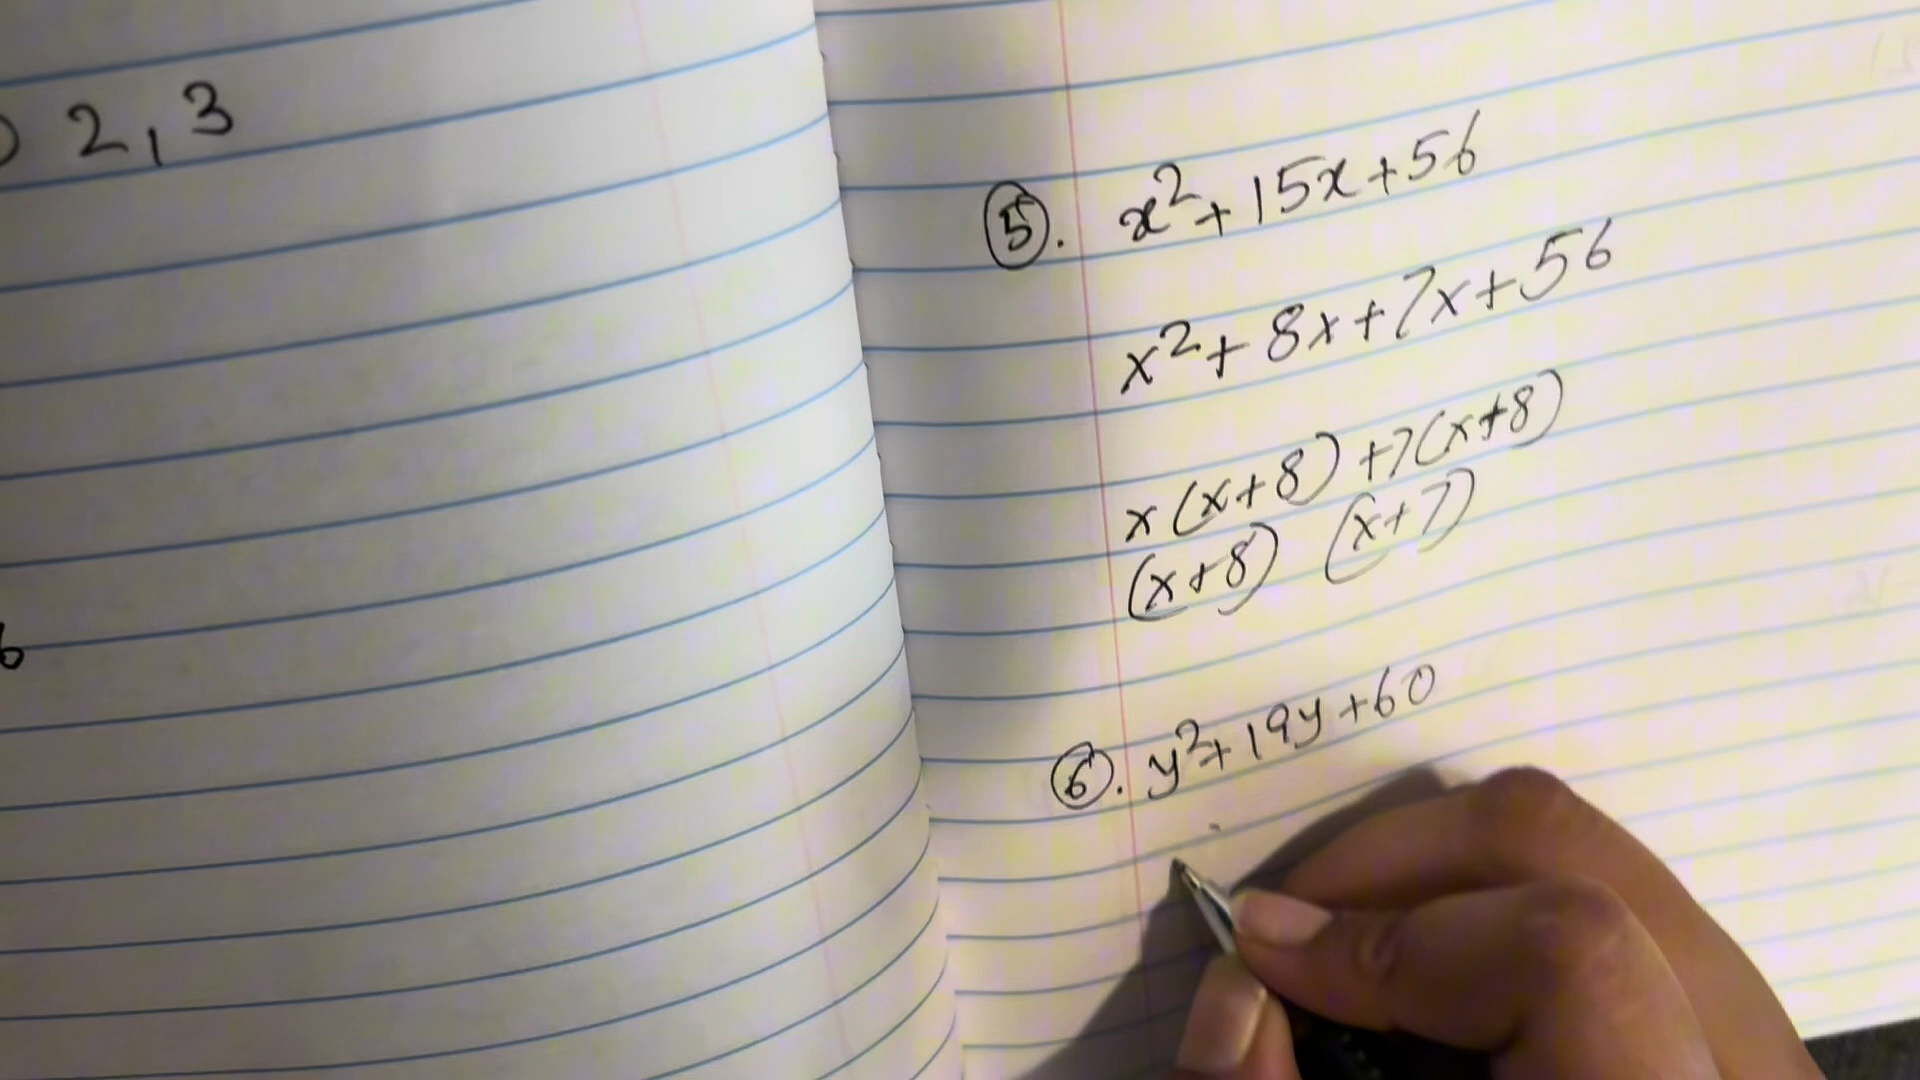 ) 2, 3
6
⑤. x²+15x+56
x²+8x+7x+56
x(x+8)+7(x+8)
(x+8) (x+7)
⑥. y²+19y+60